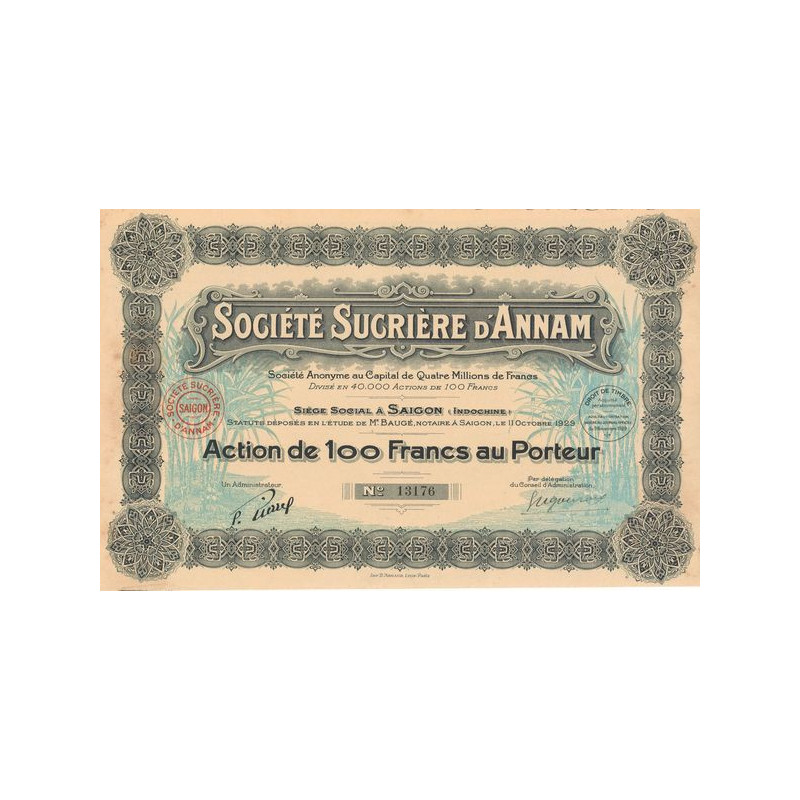 SOCIÉTÉ SUCRIÈRE D'ANNAM
Société Anonyme au Capital de Quatre Millions de Francs
DIVISÉ EN 40.000 ACTIONS DE 100 FRANCS
SIÈGE SOCIAL À SAIGON (INDOCHINE)
STATUTS DÉPOSÉS EN L'ÉTUDE DE Mᵉ BAUGÉ, NOTAIRE À SAIGON, LE 11 OCTOBRE 1923
SOCIÉTÉ SUCRIÈRE
SAIGON
D'ANNAM
DROIT DE TIMBRE
Action de 100 Francs au Porteur
Un Administrateur.
Nº 13176
Par délégation
du Conseil d'Administration.